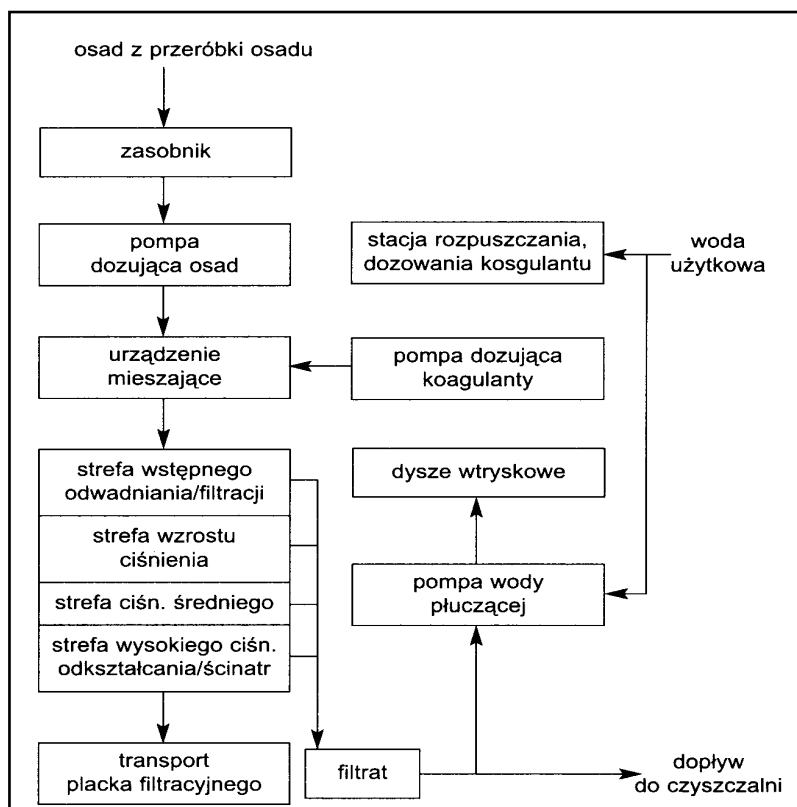 osad z przeróbki osadu
zasobnik
pompa
dozująca osad
stacja rozpuszczania,
dozowania kosgulantu
woda
użytkowa
urządzenie
mieszające
pompa dozująca
koagulanty
strefa wstępnego
odwadniania/filtracji
strefa wzrostu
ciśnienia
strefa ciśn. średniego
strefa wysokiego ciśn.
odkształcania/ścinatr
dysze wtryskowe
pompa wody
płuczącej
transport
placka filtracyjnego
filtrat
dopływ
do czyszczalni